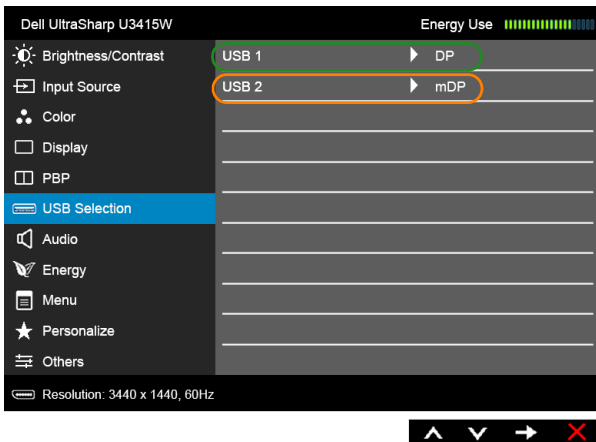 Dell UltraSharp U3415W Energy Use
Brightness/Contrast USB 1 DP
Input Source USB 2 mDP
Color
Display
PBP
USB Selection
Audio
Energy
Menu
Personalize
Others
Resolution: 3440 x 1440, 60Hz